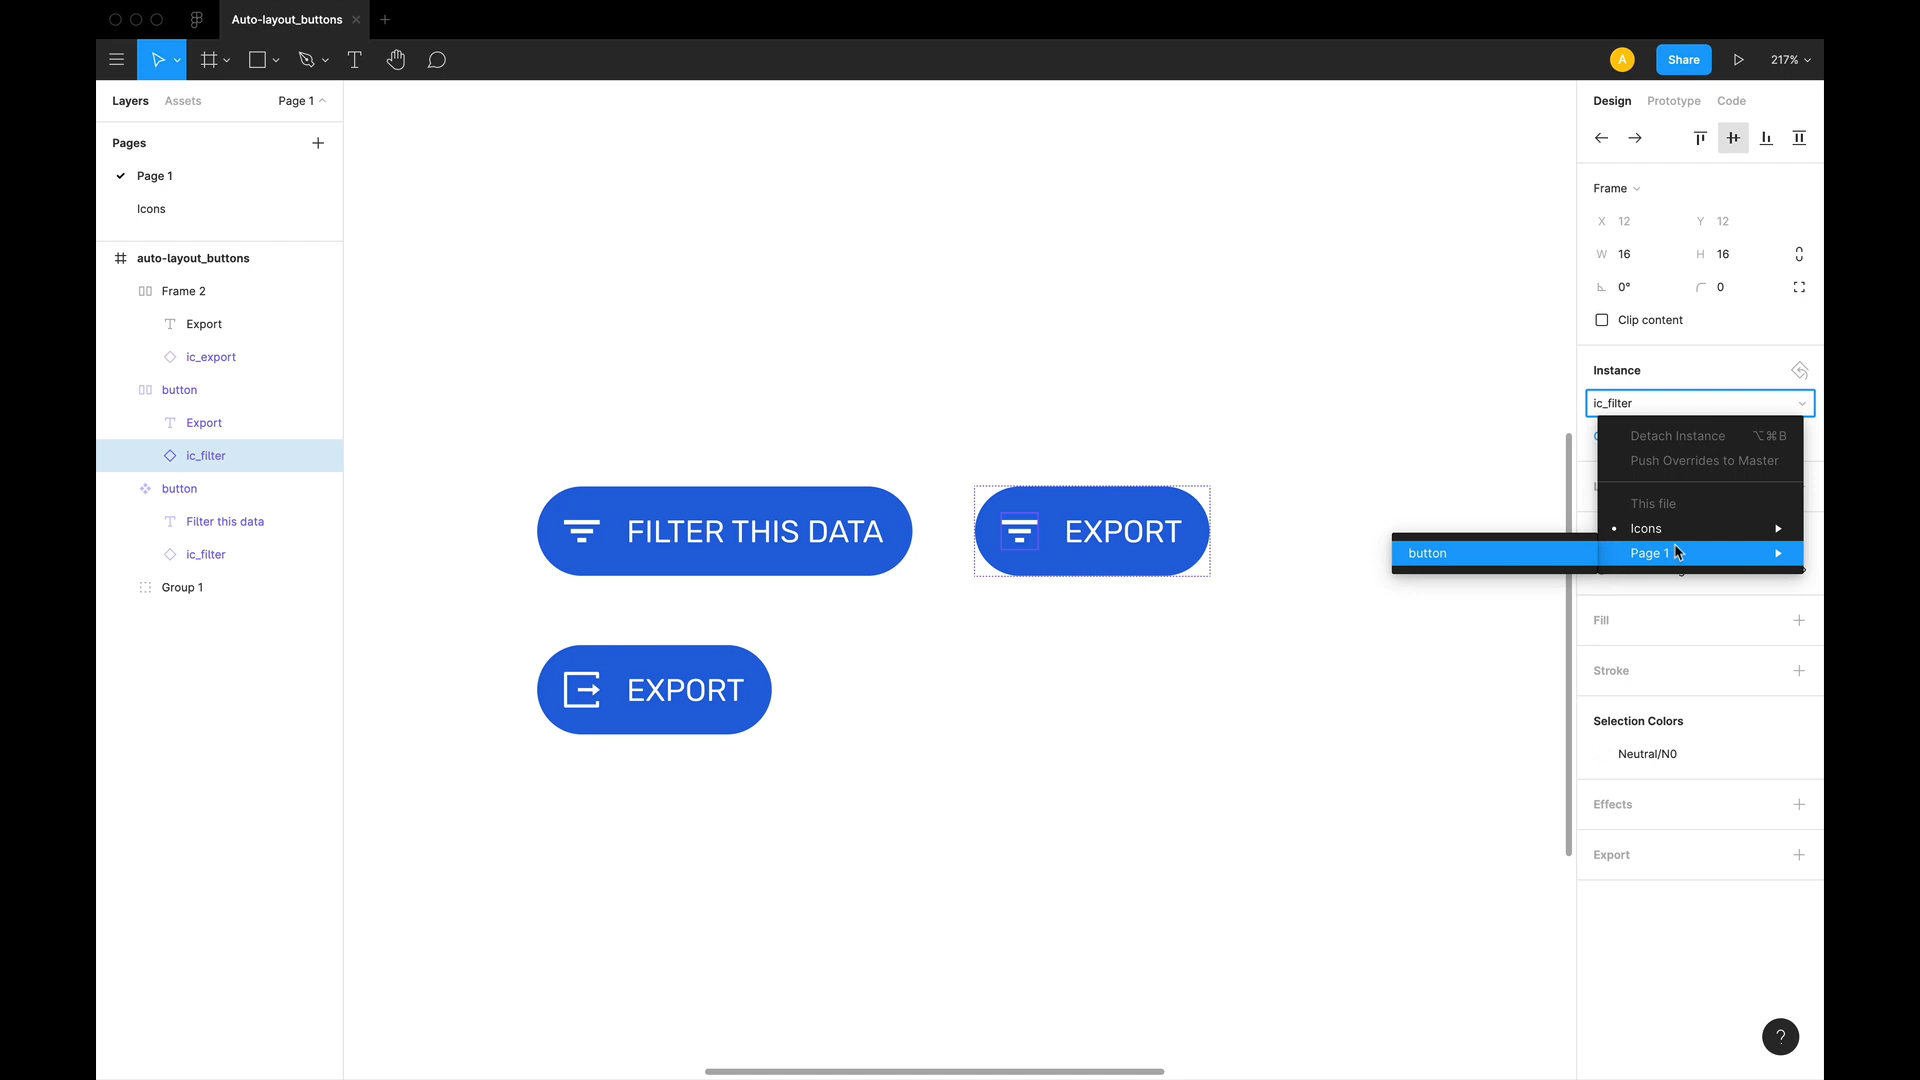 Auto-layout_buttons
A
Share
217%
Layers
Assets
Page 1
Design
Prototype
Code
Pages
Page 1
Icons
auto-layout_buttons
Frame 2
Export
ic_export
button
Export
ic_filter
button
Filter this data
ic_filter
Group 1
FILTER THIS DATA
EXPORT
EXPORT
Frame
X 12
Y 12
W 16
H 16
0°
0
Clip content
Instance
ic_filter
Detach Instance ⌥⌘B
Push Overrides to Master
This file
Icons
Page 1
button
Fill
Stroke
Selection Colors
Neutral/N0
Effects
Export
?